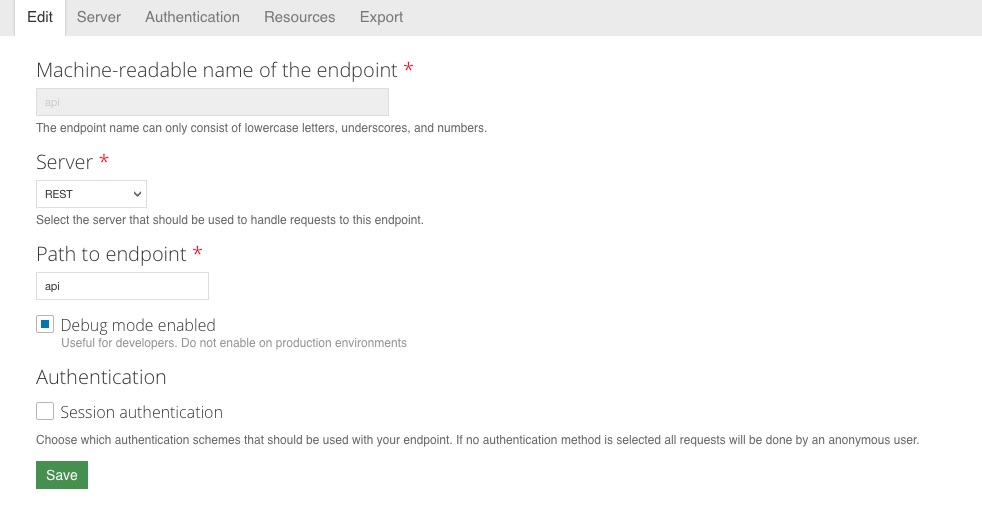 Edit Server Authentication Resources Export
Machine-readable name of the endpoint *
api
The endpoint name can only consist of lowercase letters, underscores, and numbers.
Server *
REST
Select the server that should be used to handle requests to this endpoint.
Path to endpoint *
api
Debug mode enabled
Useful for developers. Do not enable on production environments
Authentication
Session authentication
Choose which authentication schemes that should be used with your endpoint. If no authentication method is selected all requests will be done by an anonymous user.
Save